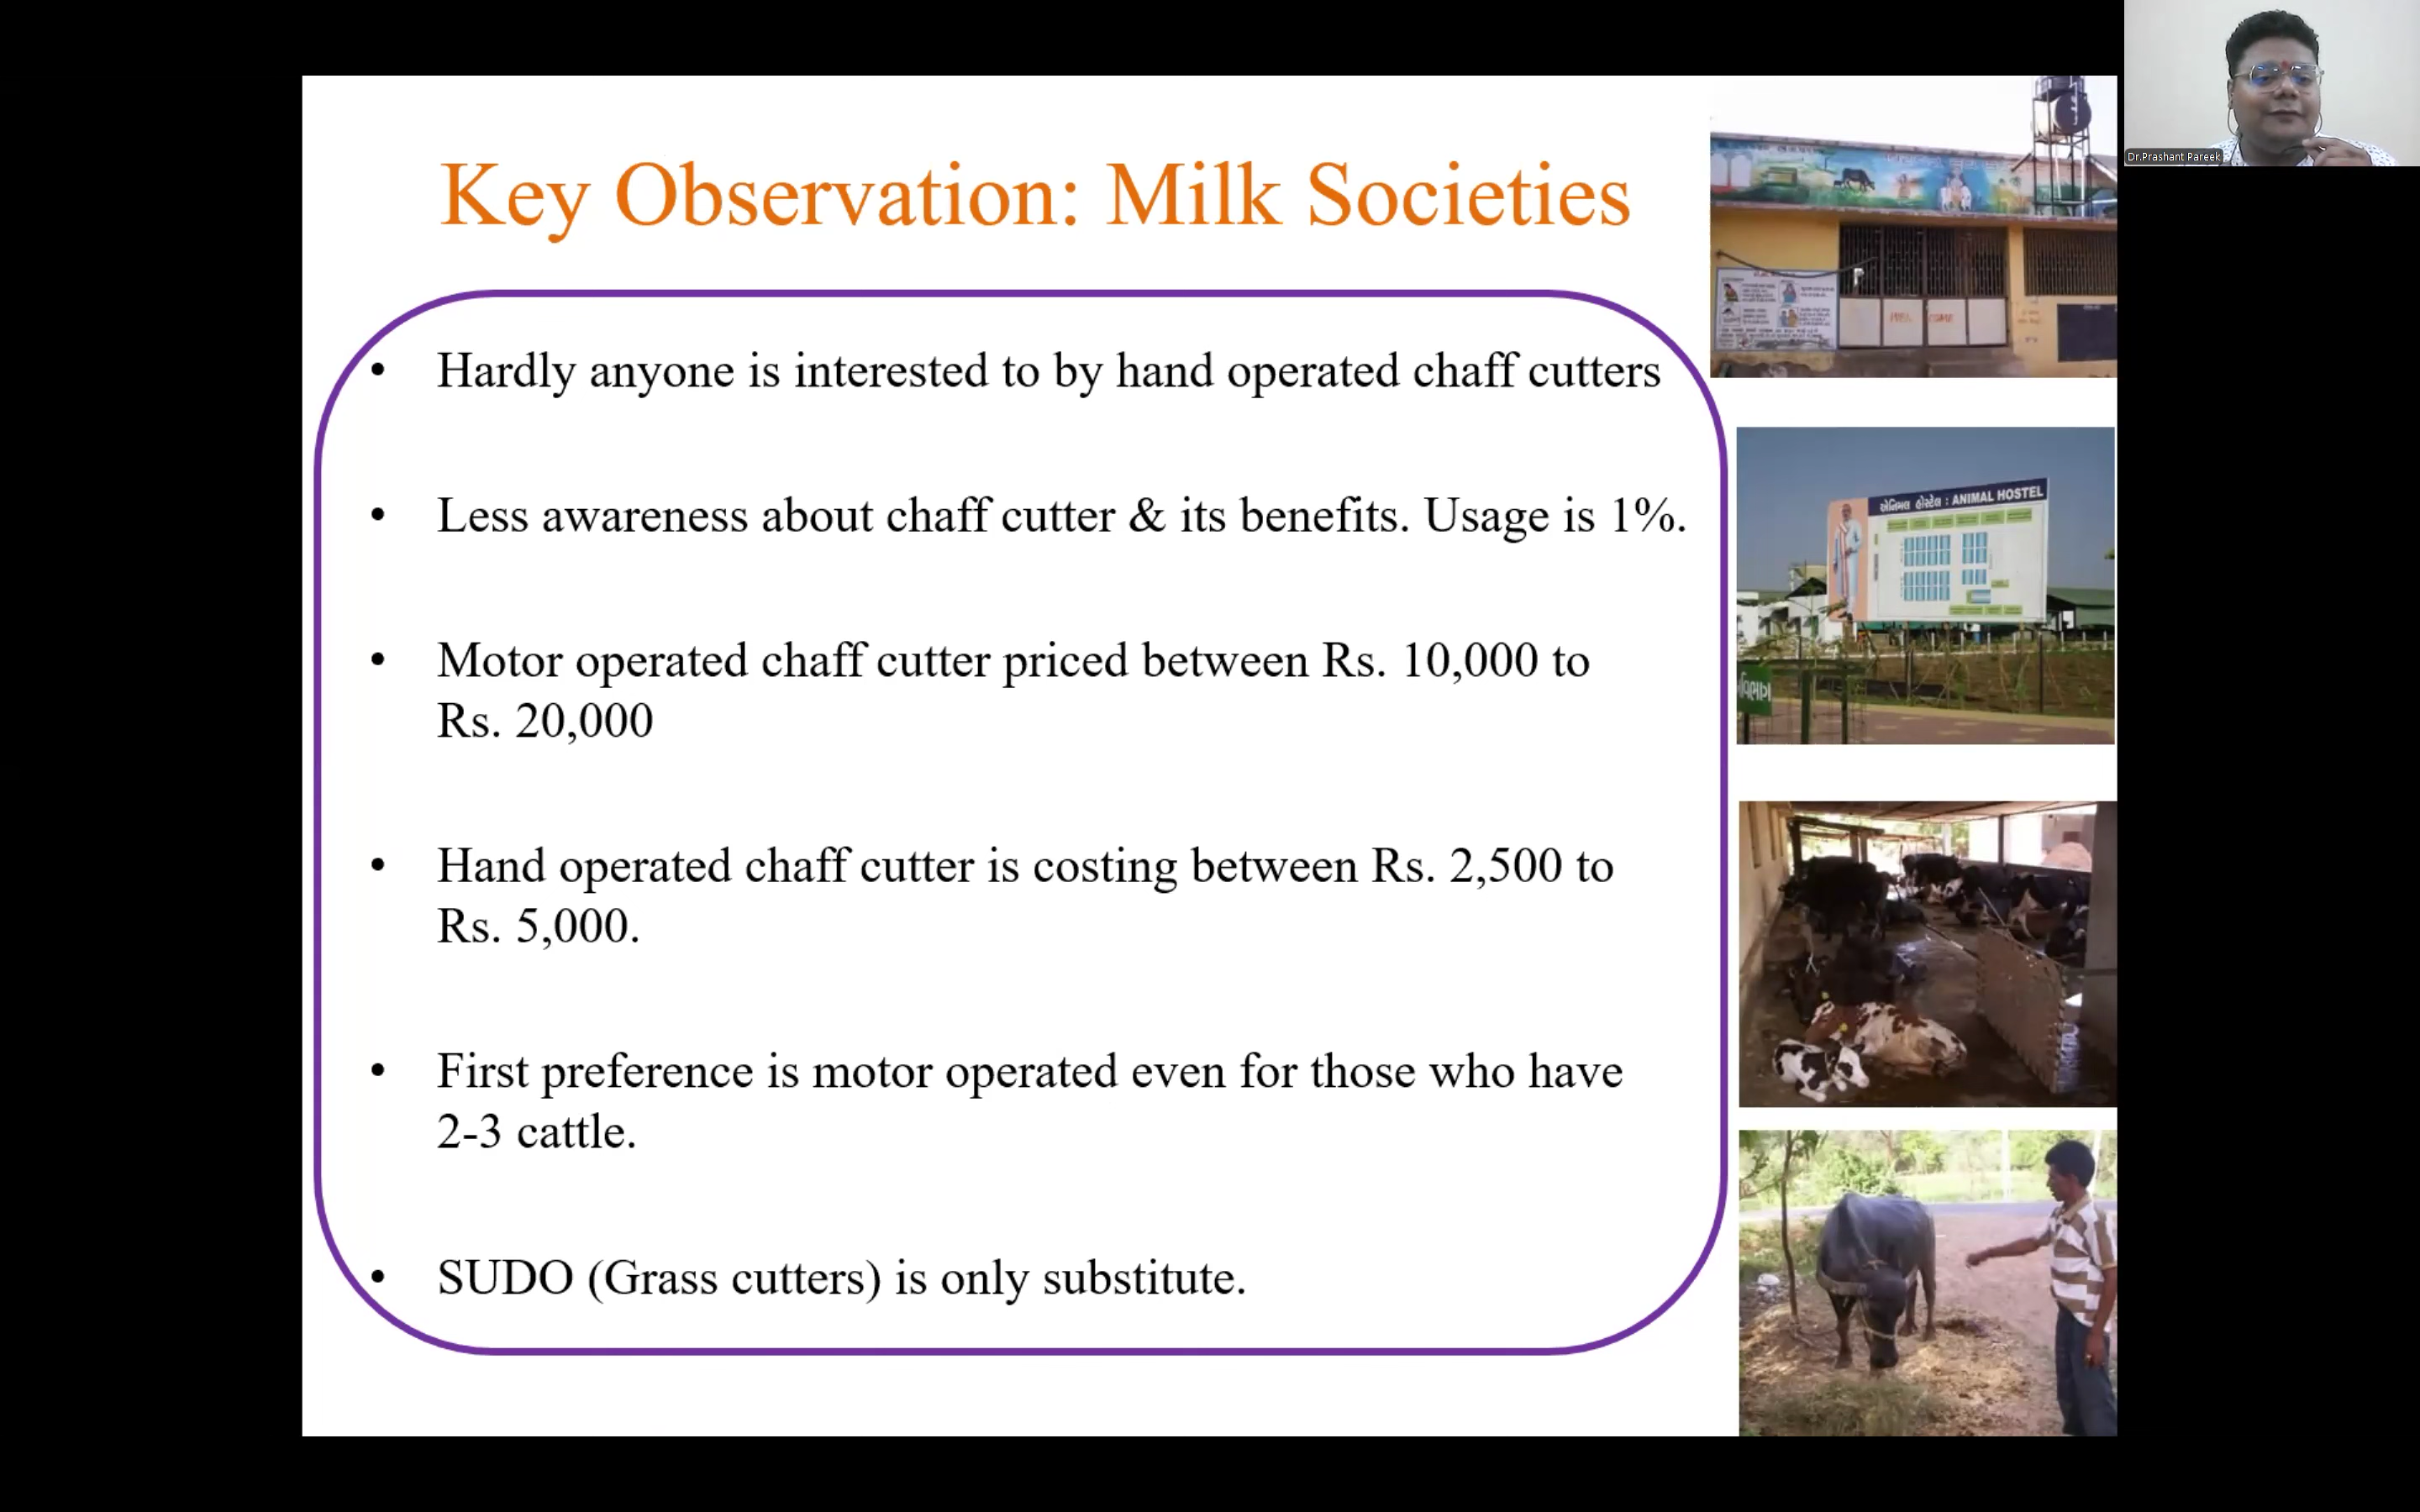 Dr.Prashant Pareek
Key Observation: Milk Societies
• Hardly anyone is interested to by hand operated chaff cutters
• Less awareness about chaff cutter & its benefits. Usage is 1%.
• Motor operated chaff cutter priced between Rs. 10,000 to
Rs. 20,000
• Hand operated chaff cutter is costing between Rs. 2,500 to
Rs. 5,000.
• First preference is motor operated even for those who have
2-3 cattle.
• SUDO (Grass cutters) is only substitute.
એનિમલ હોસ્ટેલ : ANIMAL HOSTEL